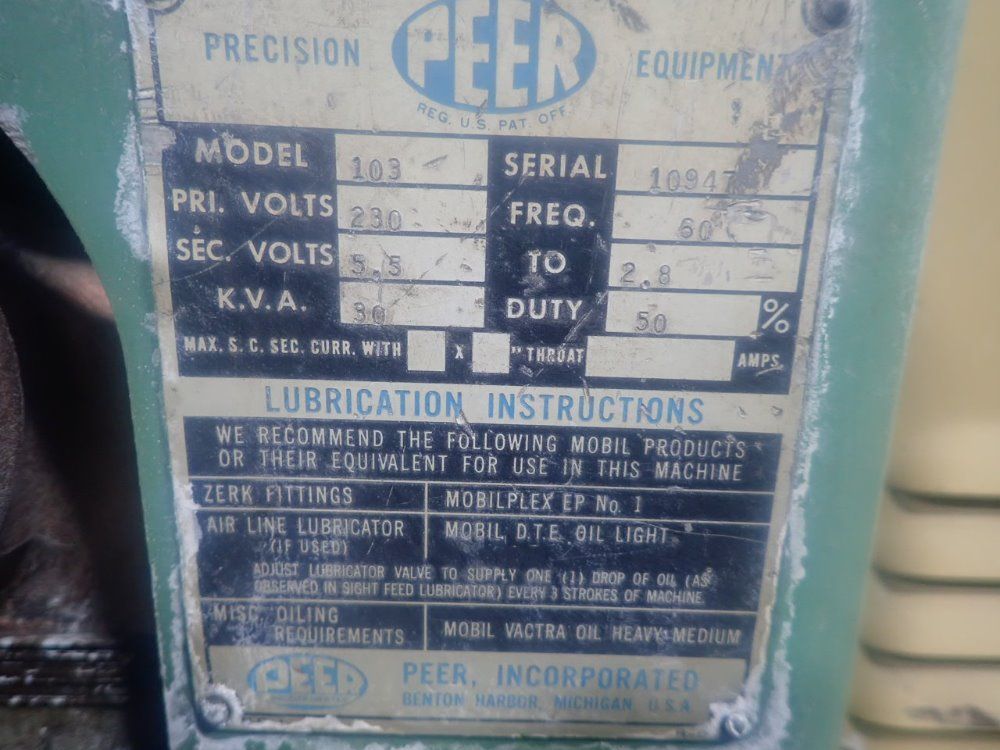 PRECISION PEER EQUIPMENT
REG. U.S. PAT. OFF.
MODEL 103 SERIAL 10947
PRI. VOLTS 230 FREQ. 60
SEC. VOLTS 5.5 TO 2.8
K.V.A. 30 DUTY 50 %
MAX. S. C. SEC. CURR. WITH X " THROAT AMPS.
LUBRICATION INSTRUCTIONS
WE RECOMMEND THE FOLLOWING MOBIL PRODUCTS
OR THEIR EQUIVALENT FOR USE IN THIS MACHINE
ZERK FITTINGS MOBILPLEX EP No. 1
AIR LINE LUBRICATOR MOBIL D.T.E. OIL LIGHT
(IF USED)
ADJUST LUBRICATOR VALVE TO SUPPLY ONE (1) DROP OF OIL (AS
OBSERVED IN SIGHT FEED LUBRICATOR) EVERY 3 STROKES OF MACHINE
MISC. OILING
REQUIREMENTS MOBIL VACTRA OIL HEAVY MEDIUM
PEER PEER, INCORPORATED
BENTON HARBOR, MICHIGAN U.S.A.